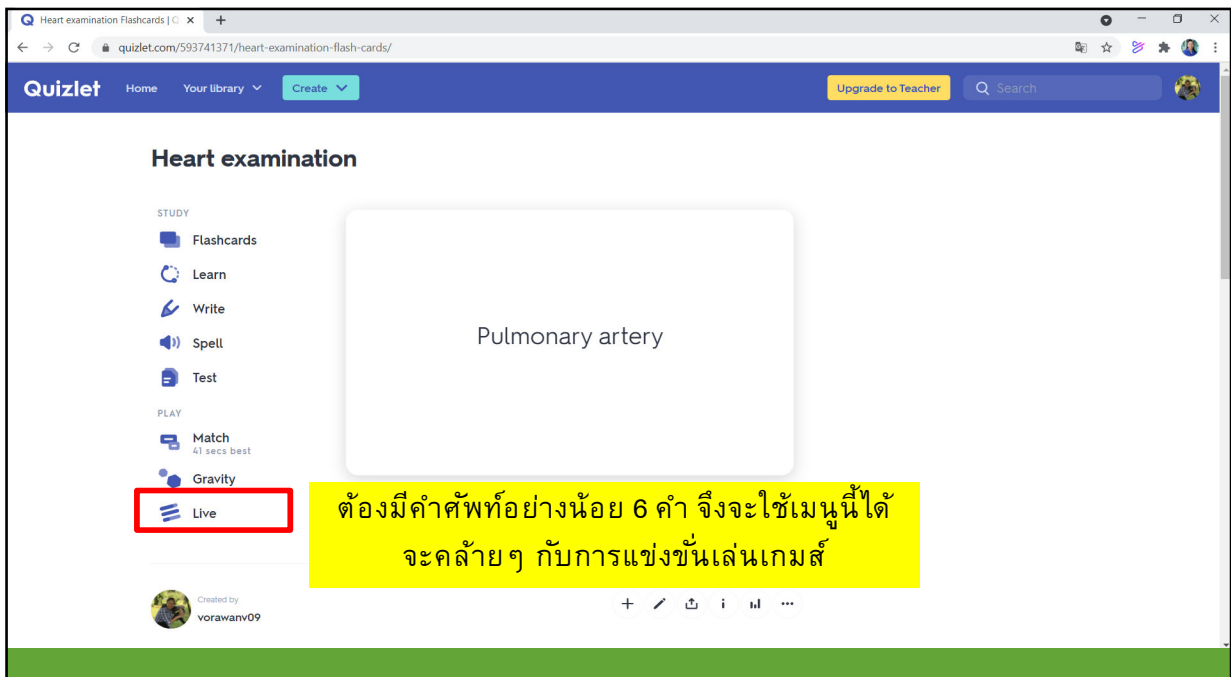 Heart examination Flashcards | Q
quizlet.com/593741371/heart-examination-flash-cards/
Quizlet Home Your library Create Upgrade to Teacher Search
Heart examination
STUDY
Flashcards
Learn
Write
Spell
Test
PLAY
Match
41 secs best
Gravity
Live
Pulmonary artery
ต้องมีคำศัพท์อย่างน้อย 6 คำ จึงจะใช้เมนูนี้ได้
จะคล้ายๆ กับการแข่งขั่นเล่นเกมส์
Created by
vorawanv09